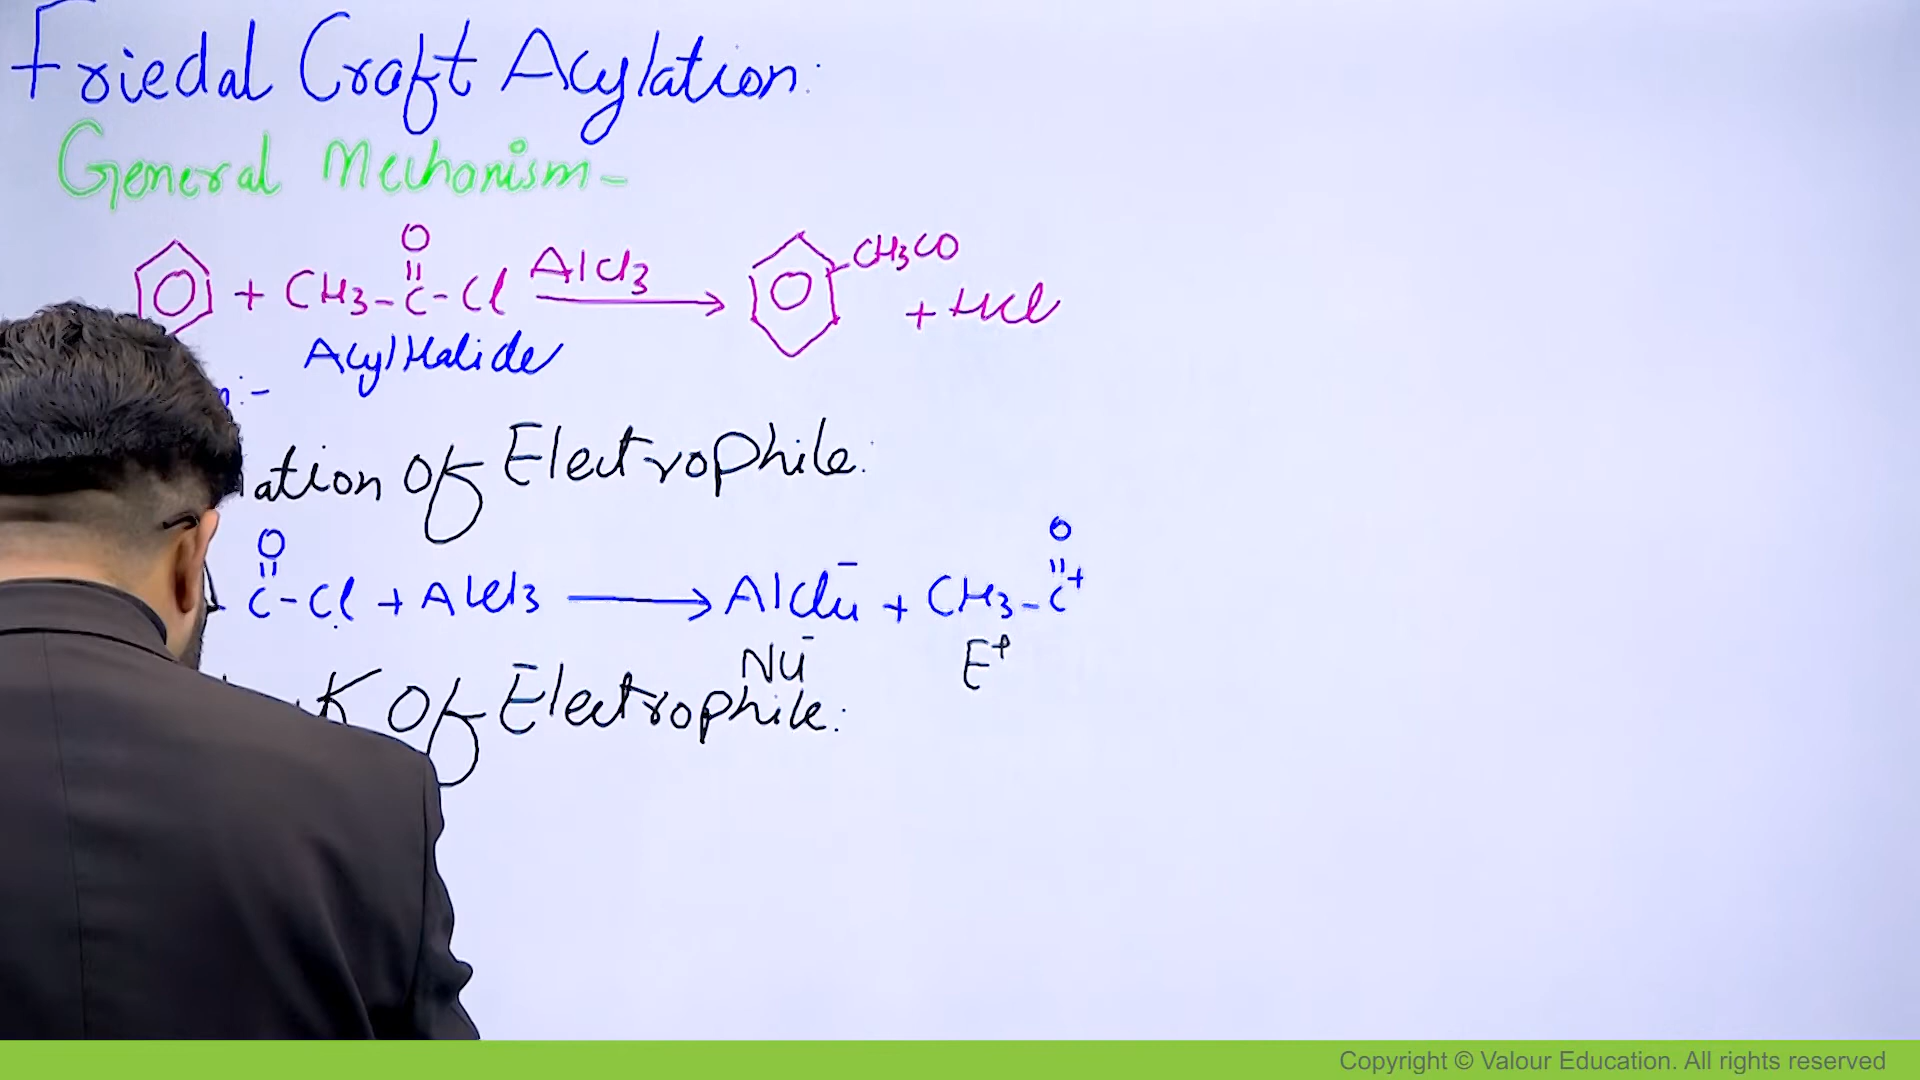 Friedal Craft Acylation:
General Mechanism-
O
|| 
+ CH3-C-Cl AlCl3 CH3CO
+ HCl
Acyl Halide
n:-
ation Of Electrophile:
O O
|| ||
C-Cl + AlCl3 → AlCl4⁻ + CH3-C⁺
Nu⁻ E⁺
K Of Electrophile:
Copyright © Valour Education. All rights reserved